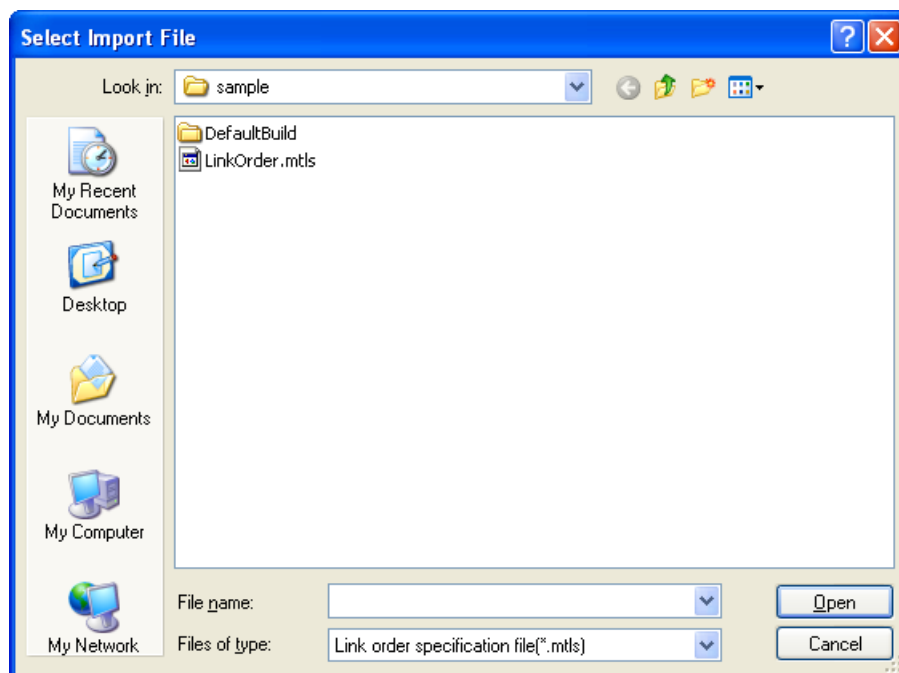 Select Import File
Look in: sample
DefaultBuild
LinkOrder.mtls
My Recent
Documents
Desktop
My Documents
My Computer
My Network
File name:
Open
Files of type: Link order specification file(*.mtls)
Cancel